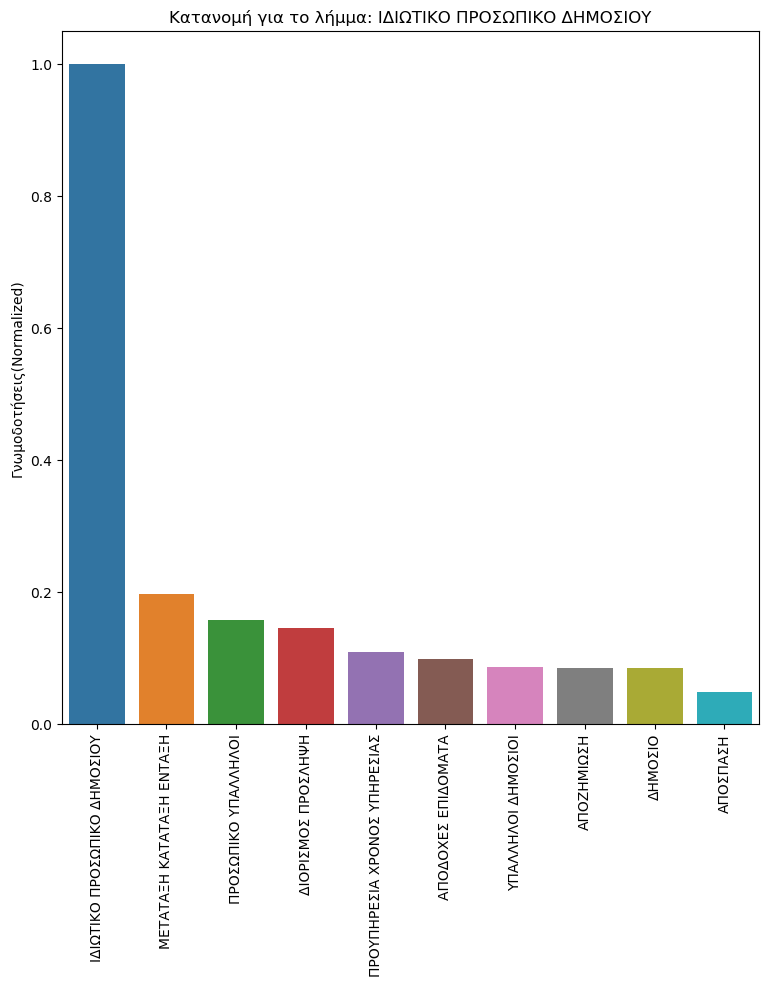 Κατανομή για το λήμμα: ΙΔΙΩΤΙΚΟ ΠΡΟΣΩΠΙΚΟ ΔΗΜΟΣΙΟΥ
Γνωμοδοτήσεις(Normalized)
1.0
0.8
0.6
0.4
0.2
0.0
ΙΔΙΩΤΙΚΟ ΠΡΟΣΩΠΙΚΟ ΔΗΜΟΣΙΟΥ
ΜΕΤΑΤΑΞΗ ΚΑΤΑΤΑΞΗ ΕΝΤΑΞΗ
ΠΡΟΣΩΠΙΚΟ ΥΠΑΛΛΗΛΟΙ
ΔΙΟΡΙΣΜΟΣ ΠΡΟΣΛΗΨΗ
ΠΡΟΥΠΗΡΕΣΙΑ ΧΡΟΝΟΣ ΥΠΗΡΕΣΙΑΣ
ΑΠΟΔΟΧΕΣ ΕΠΙΔΟΜΑΤΑ
ΥΠΑΛΛΗΛΟΙ ΔΗΜΟΣΙΟΙ
ΑΠΟΖΗΜΙΩΣΗ
ΔΗΜΟΣΙΟ
ΑΠΟΣΠΑΣΗ